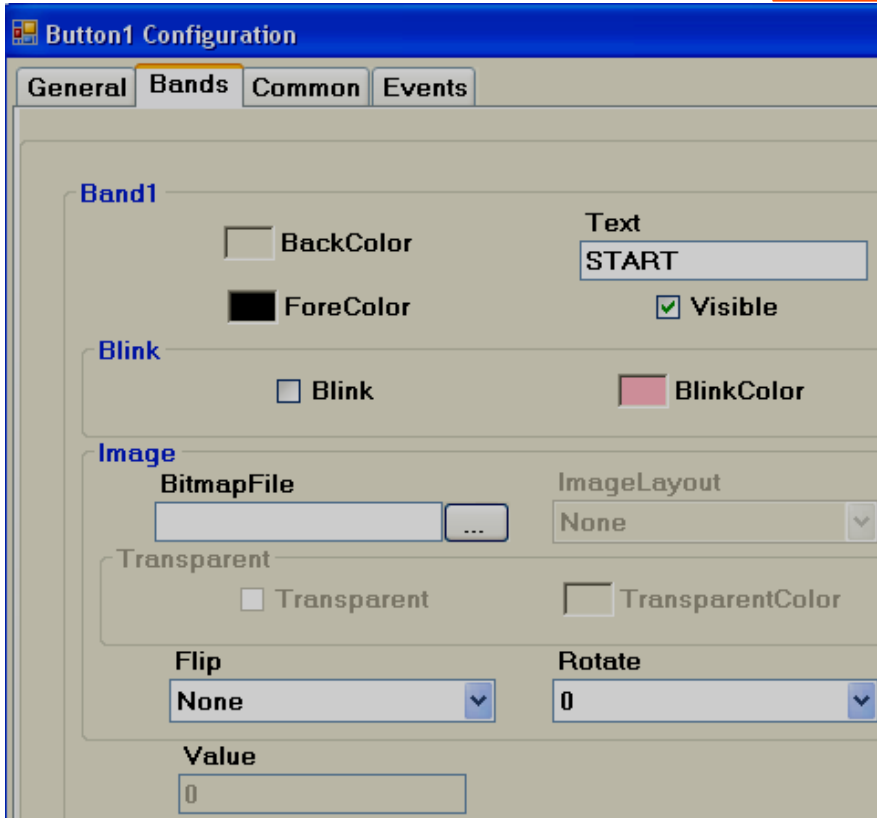 Button1 Configuration
General Bands Common Events
Band1
BackColor
Text
START
ForeColor
Visible
Blink
Blink
BlinkColor
Image
BitmapFile
ImageLayout
...
None
Transparent
Transparent
TransparentColor
Flip
Rotate
None
0
Value
0